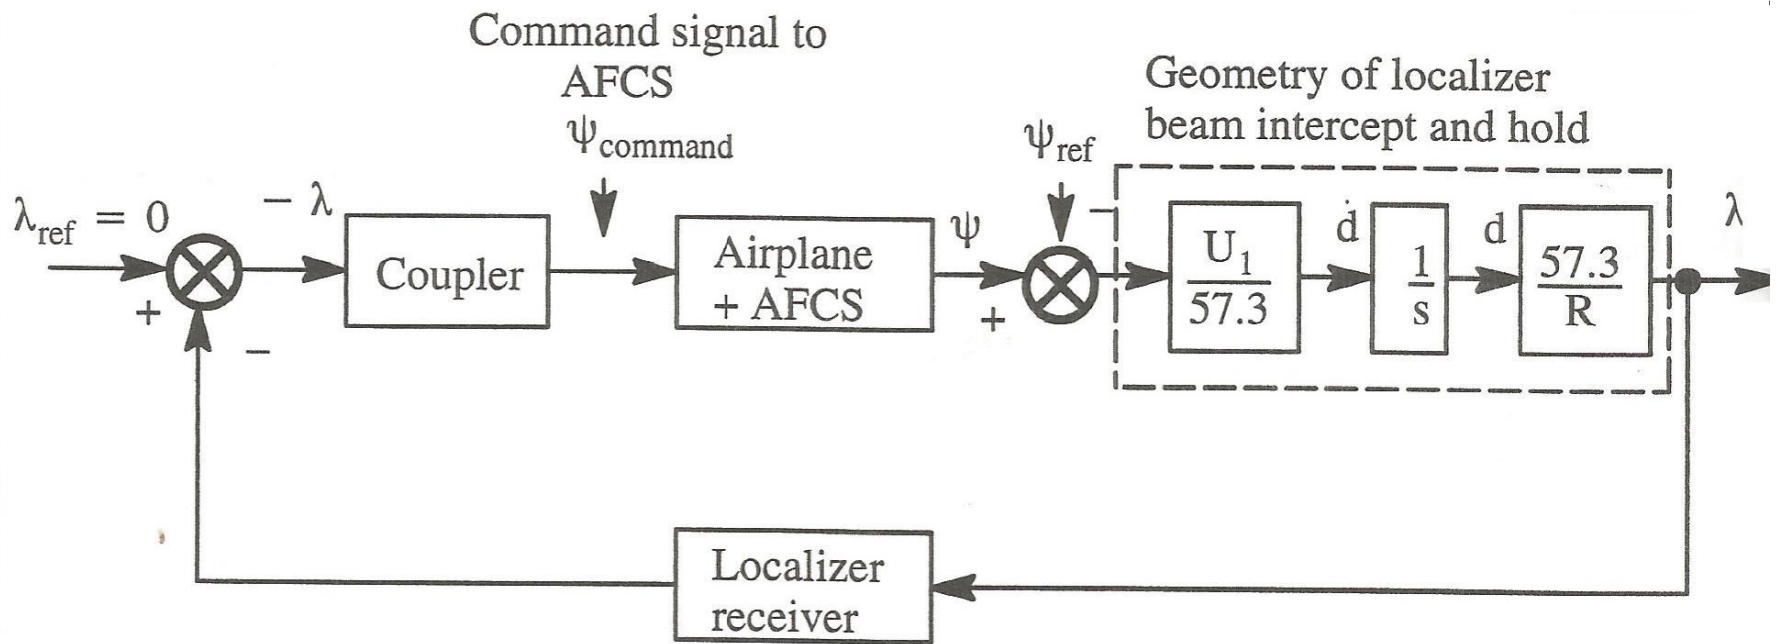 Command signal to
AFCS
ψcommand
Geometry of localizer
beam intercept and hold
ψref
λref = 0
− λ
Coupler
Airplane
+ AFCS
ψ
−
U1
57.3
ḋ
1
s
d
57.3
R
λ
+
−
+
Localizer
receiver